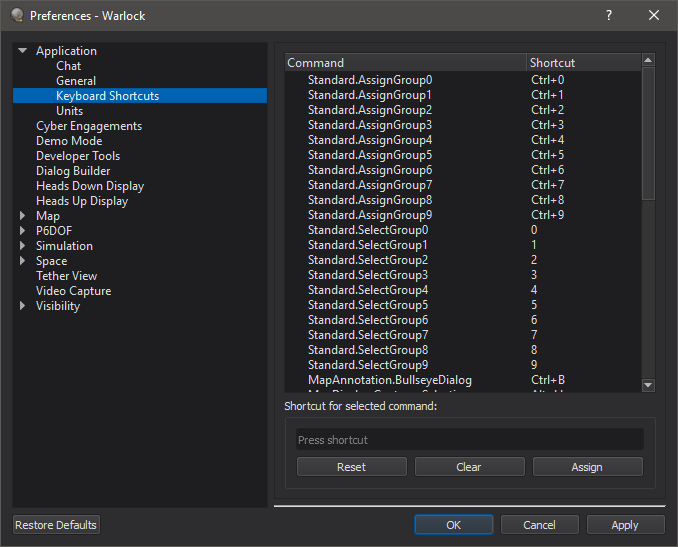 Preferences - Warlock
?
Application
Chat
General
Keyboard Shortcuts
Units
Cyber Engagements
Demo Mode
Developer Tools
Dialog Builder
Heads Down Display
Heads Up Display
Map
P6DOF
Simulation
Space
Tether View
Video Capture
Visibility
Command Shortcut
Standard.AssignGroup0 Ctrl+0
Standard.AssignGroup1 Ctrl+1
Standard.AssignGroup2 Ctrl+2
Standard.AssignGroup3 Ctrl+3
Standard.AssignGroup4 Ctrl+4
Standard.AssignGroup5 Ctrl+5
Standard.AssignGroup6 Ctrl+6
Standard.AssignGroup7 Ctrl+7
Standard.AssignGroup8 Ctrl+8
Standard.AssignGroup9 Ctrl+9
Standard.SelectGroup0 0
Standard.SelectGroup1 1
Standard.SelectGroup2 2
Standard.SelectGroup3 3
Standard.SelectGroup4 4
Standard.SelectGroup5 5
Standard.SelectGroup6 6
Standard.SelectGroup7 7
Standard.SelectGroup8 8
Standard.SelectGroup9 9
MapAnnotation.BullseyeDialog Ctrl+B
Shortcut for selected command:
Press shortcut
Reset Clear Assign
Restore Defaults OK Cancel Apply